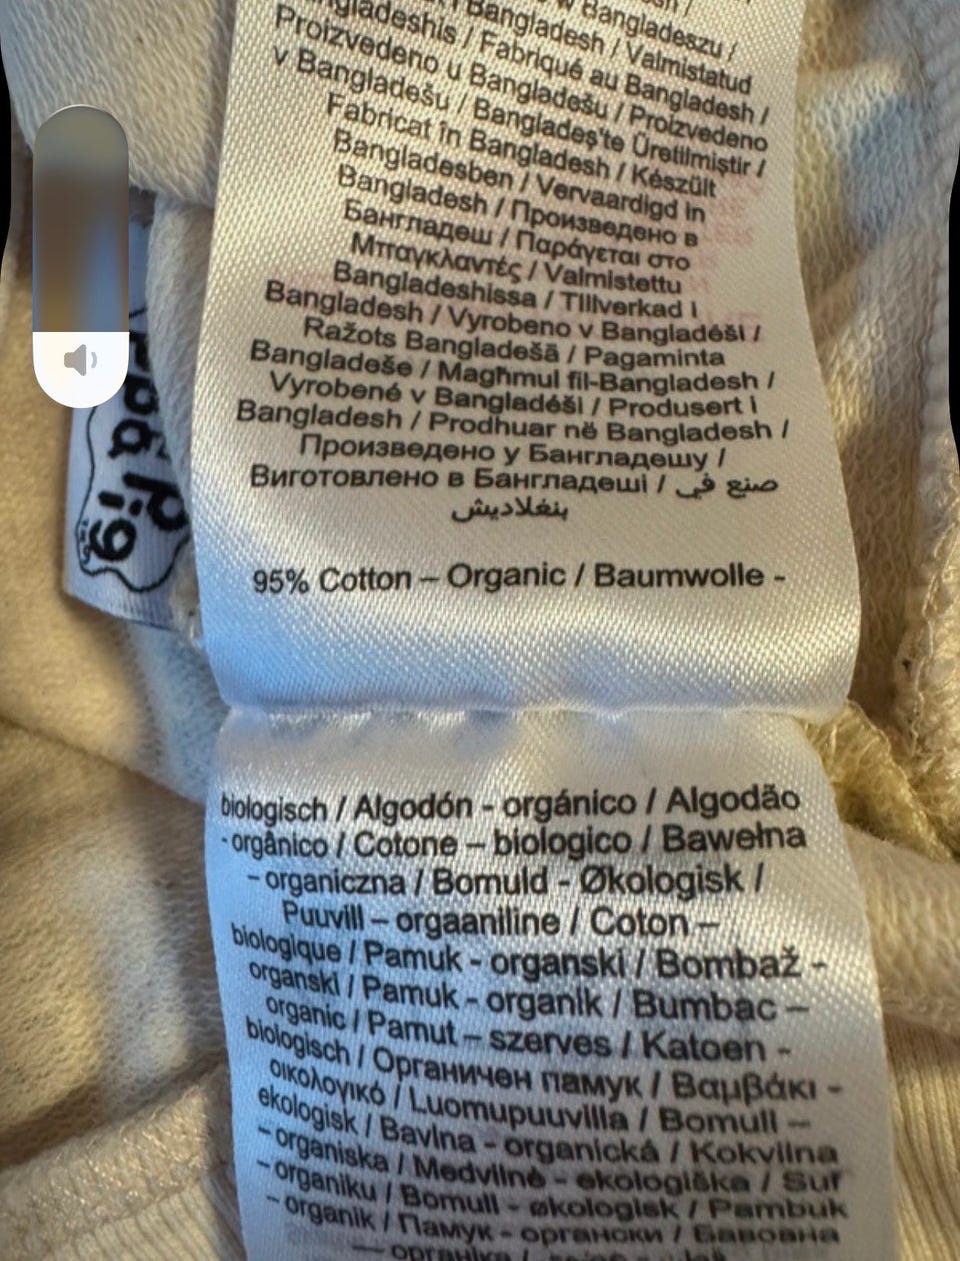 Bangladeszu /
Bangladesh / Valmistatud
Bangladeshis / Fabriqué au Bangladesh /
Proizvedeno u Bangladešu / Proizvedeno
v Bangladešu / Bangladeş'te Üretilmiştir /
Fabricat în Bangladesh / Készült
Bangladesben / Vervaardigd in
Bangladesh / Произведено в
Бангладеш / Παράγεται στο
Μπαγκλαντές / Valmistettu
Bangladeshissa / Tillverkad i
Bangladesh / Vyrobeno v Bangladéši /
Ražots Bangladešā / Pagaminta
Bangladeše / Magħmul fil-Bangladesh /
Vyrobené v Bangladéši / Produsert i
Bangladesh / Prodhuar në Bangladesh /
Произведено у Бангладешу /
Виготовлено в Бангладеші / صنع في
بنغلاديش
95% Cotton – Organic / Baumwolle -
biologisch / Algodón - orgánico / Algodão
- orgânico / Cotone – biologico / Bawełna
– organiczna / Bomuld - Økologisk /
Puuvill – orgaaniline / Coton –
biologique / Pamuk - organski / Bombaž -
organski / Pamuk - organik / Bumbac –
organic / Pamut – szerves / Katoen -
biologisch / Органичен памук / Βαμβάκι -
οικολογικό / Luomupuuvilla / Bomull –
ekologisk / Bavlna - organická / Kokvilna
– organiska / Medvilnė - ekologiška / Suf
– organiku / Bomull - økologisk / Pambuk
– organik / Памук - органски / Бавовна
pig